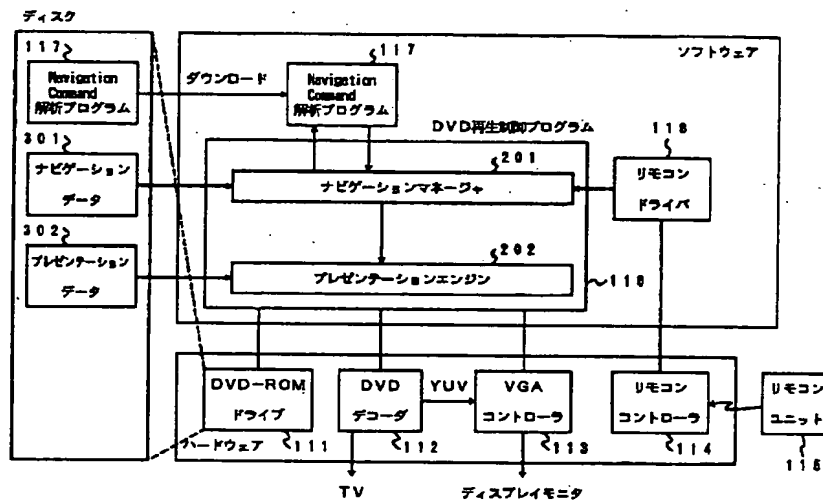 ディスク
117
Navigation
Command
解析プログラム
ダウンロード
117
Navigation
Command
解析プログラム
ソフトウェア
DVD再生制御プログラム
301
ナビゲーション
データ
201
ナビゲーションマネージャ
118
リモコン
ドライバ
302
プレゼンテーション
データ
202
プレゼンテーションエンジン
116
DVD-ROM
ドライブ
111
DVD
デコーダ
112
YUV
VGA
コントローラ
113
リモコン
コントローラ
114
リモコン
ユニット
115
ハードウェア
TV
ディスプレイモニタ